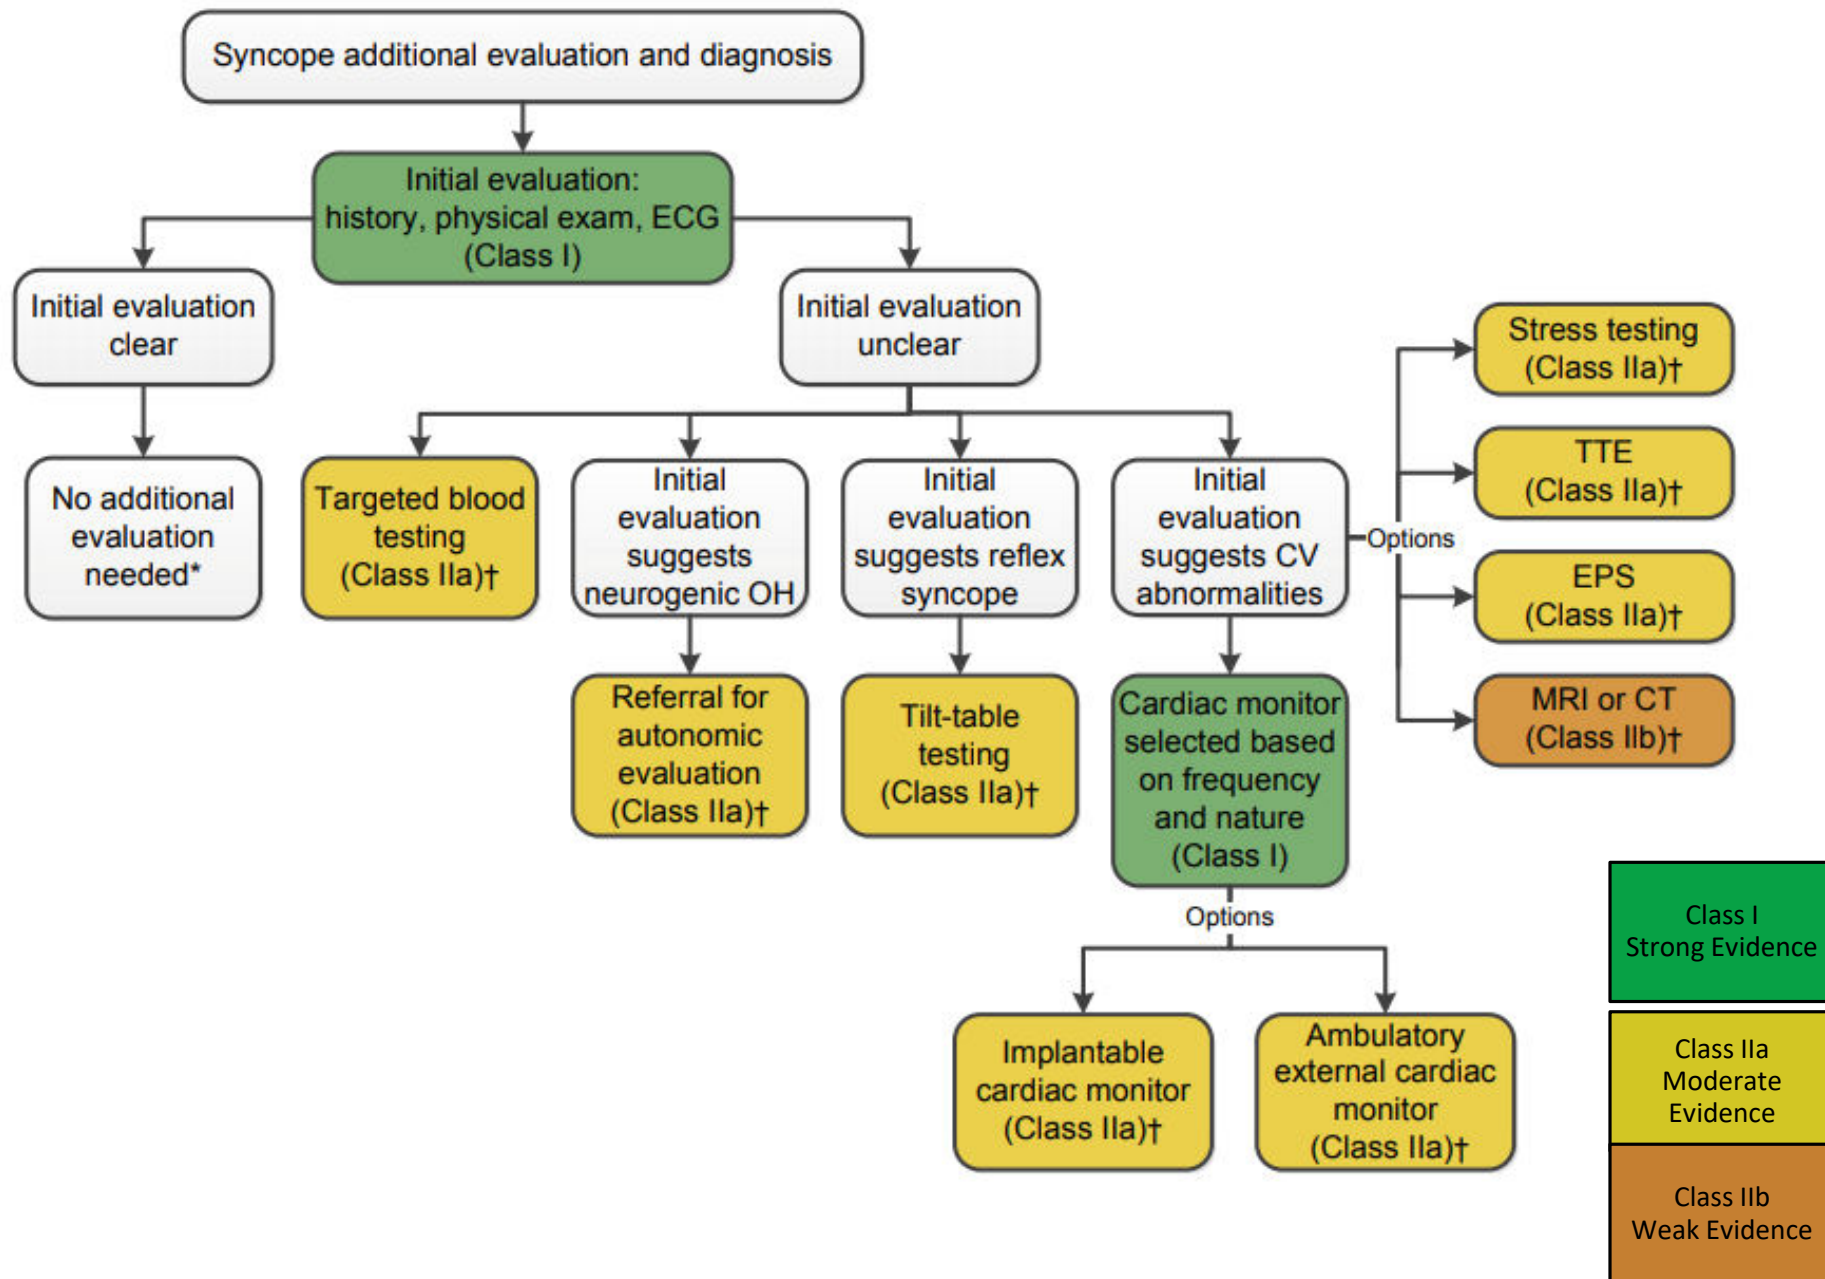 Syncope additional evaluation and diagnosis
Initial evaluation:
history, physical exam, ECG
(Class I)
Initial evaluation
clear
Initial evaluation
unclear
No additional
evaluation
needed*
Targeted blood
testing
(Class IIa)†
Initial
evaluation
suggests
neurogenic OH
Initial
evaluation
suggests reflex
syncope
Initial
evaluation
suggests CV
abnormalities
Options
Stress testing
(Class IIa)†
TTE
(Class IIa)†
EPS
(Class IIa)†
MRI or CT
(Class IIb)†
Referral for
autonomic
evaluation
(Class IIa)†
Tilt-table
testing
(Class IIa)†
Cardiac monitor
selected based
on frequency
and nature
(Class I)
Options
Implantable
cardiac monitor
(Class IIa)†
Ambulatory
external cardiac
monitor
(Class IIa)†
Class I
Strong Evidence
Class IIa
Moderate
Evidence
Class IIb
Weak Evidence